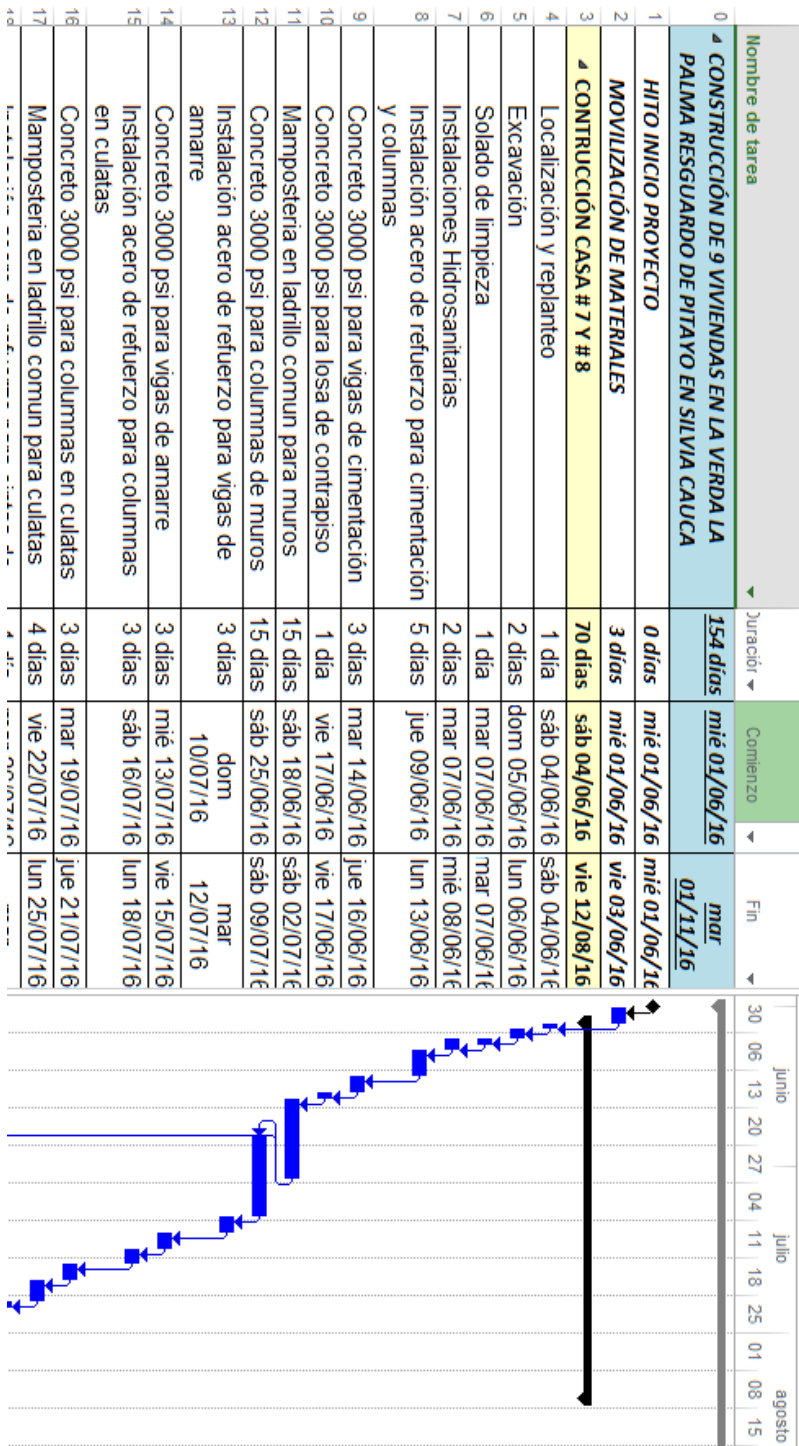 Nombre de tarea Duració Comienzo Fin
junio julio agosto
30 06 13 20 27 04 11 18 25 01 08 15
0 CONSTRUCCIÓN DE 9 VIVIENDAS EN LA VERDA LA 154 días mié 01/06/16 mar
PALMA RESGUARDO DE PITAYO EN SILVIA CAUCA 01/11/16
1 HITO INICIO PROYECTO 0 días mié 01/06/16 mié 01/06/16
2 MOVILIZACIÓN DE MATERIALES 3 días mié 01/06/16 vie 03/06/16
3 CONTRUCCIÓN CASA # 7 Y # 8 70 días sáb 04/06/16 vie 12/08/16
4 Localización y replanteo 1 día sáb 04/06/16 sáb 04/06/16
5 Excavación 2 días dom 05/06/16 lun 06/06/16
6 Solado de limpieza 1 día mar 07/06/16 mar 07/06/16
7 Instalaciones Hidrosanitarias 2 días mar 07/06/16 mié 08/06/16
8 Instalación acero de refuerzo para cimentación 5 días jue 09/06/16 lun 13/06/16
y columnas
9 Concreto 3000 psi para vigas de cimentación 3 días mar 14/06/16 jue 16/06/16
10 Concreto 3000 psi para losa de contrapiso 1 día vie 17/06/16 vie 17/06/16
11 Mamposteria en ladrillo comun para muros 15 días sáb 18/06/16 sáb 02/07/16
12 Concreto 3000 psi para columnas de muros 15 días sáb 25/06/16 sáb 09/07/16
13 Instalación acero de refuerzo para vigas de 3 días dom mar
amarre 10/07/16 12/07/16
14 Concreto 3000 psi para vigas de amarre 3 días mié 13/07/16 vie 15/07/16
15 Instalación acero de refuerzo para columnas 3 días sáb 16/07/16 lun 18/07/16
en culatas
16 Concreto 3000 psi para columnas en culatas 3 días mar 19/07/16 jue 21/07/16
17 Mamposteria en ladrillo comun para culatas 4 días vie 22/07/16 lun 25/07/16